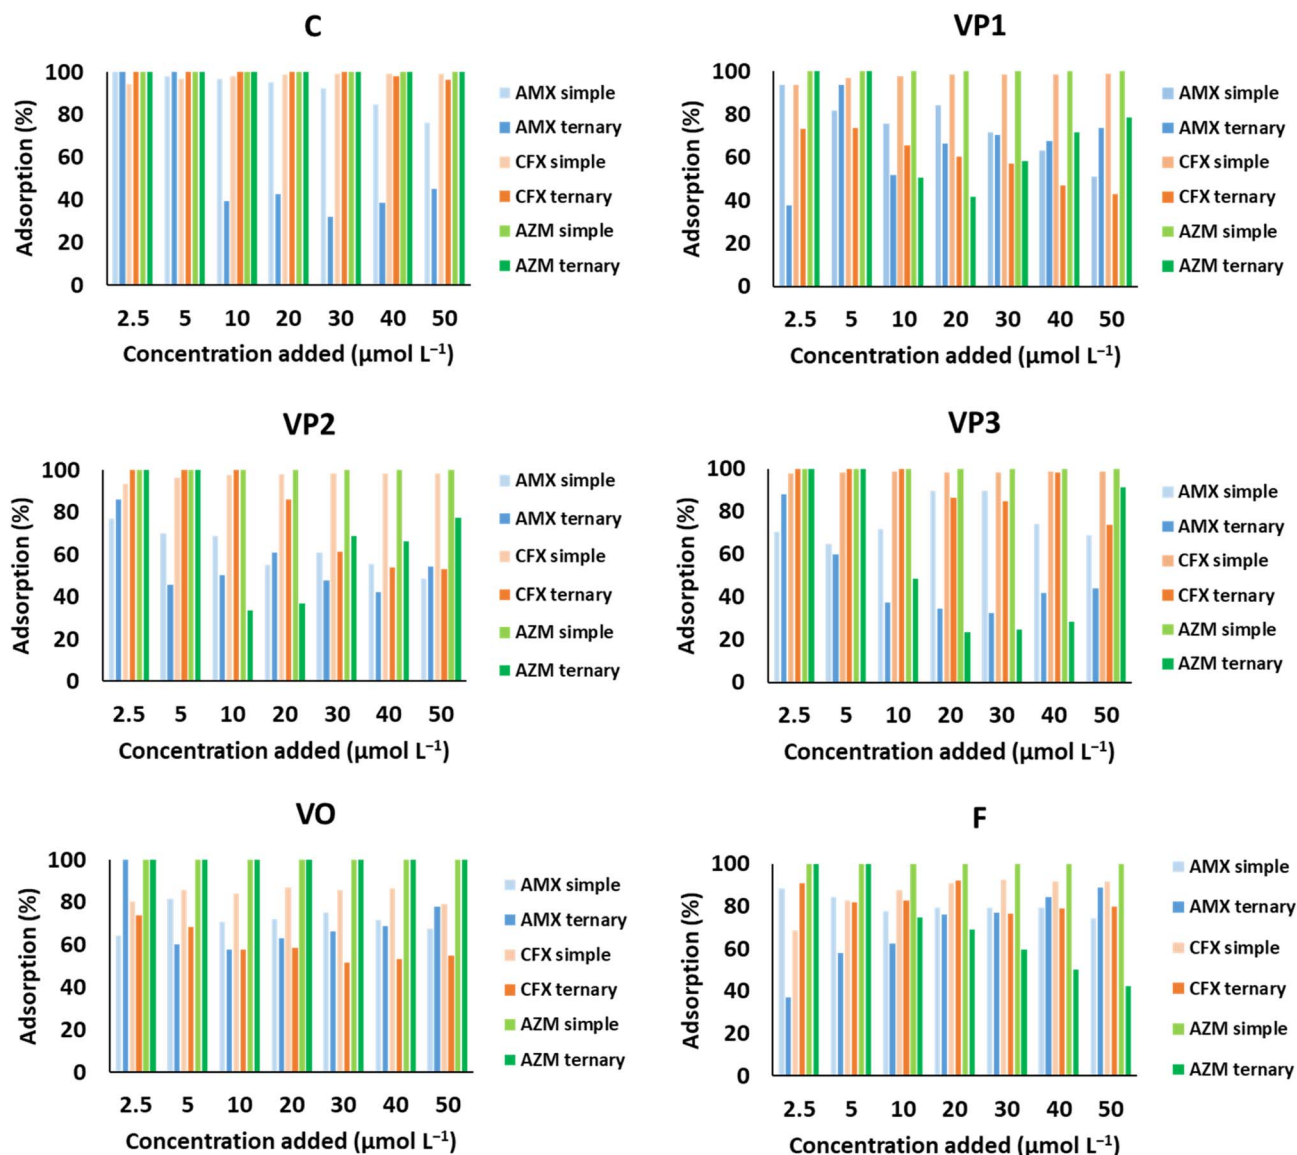 C
Adsorption (%)
100
80
60
40
20
0
2.5 5 10 20 30 40 50
Concentration added (µmol L⁻¹)
AMX simple
AMX ternary
CFX simple
CFX ternary
AZM simple
AZM ternary
VP1
Adsorption (%)
100
80
60
40
20
0
2.5 5 10 20 30 40 50
Concentration added (µmol L⁻¹)
AMX simple
AMX ternary
CFX simple
CFX ternary
AZM simple
AZM ternary
VP2
Adsorption (%)
100
80
60
40
20
0
2.5 5 10 20 30 40 50
Concentration added (µmol L⁻¹)
AMX simple
AMX ternary
CFX simple
CFX ternary
AZM simple
AZM ternary
VP3
Adsorption (%)
100
80
60
40
20
0
2.5 5 10 20 30 40 50
Concentration added (µmol L⁻¹)
AMX simple
AMX ternary
CFX simple
CFX ternary
AZM simple
AZM ternary
VO
Adsorption (%)
100
80
60
40
20
0
2.5 5 10 20 30 40 50
Concentration added (µmol L⁻¹)
AMX simple
AMX ternary
CFX simple
CFX ternary
AZM simple
AZM ternary
F
Adsorption (%)
100
80
60
40
20
0
2.5 5 10 20 30 40 50
Concentration added (µmol L⁻¹)
AMX simple
AMX ternary
CFX simple
CFX ternary
AZM simple
AZM ternary